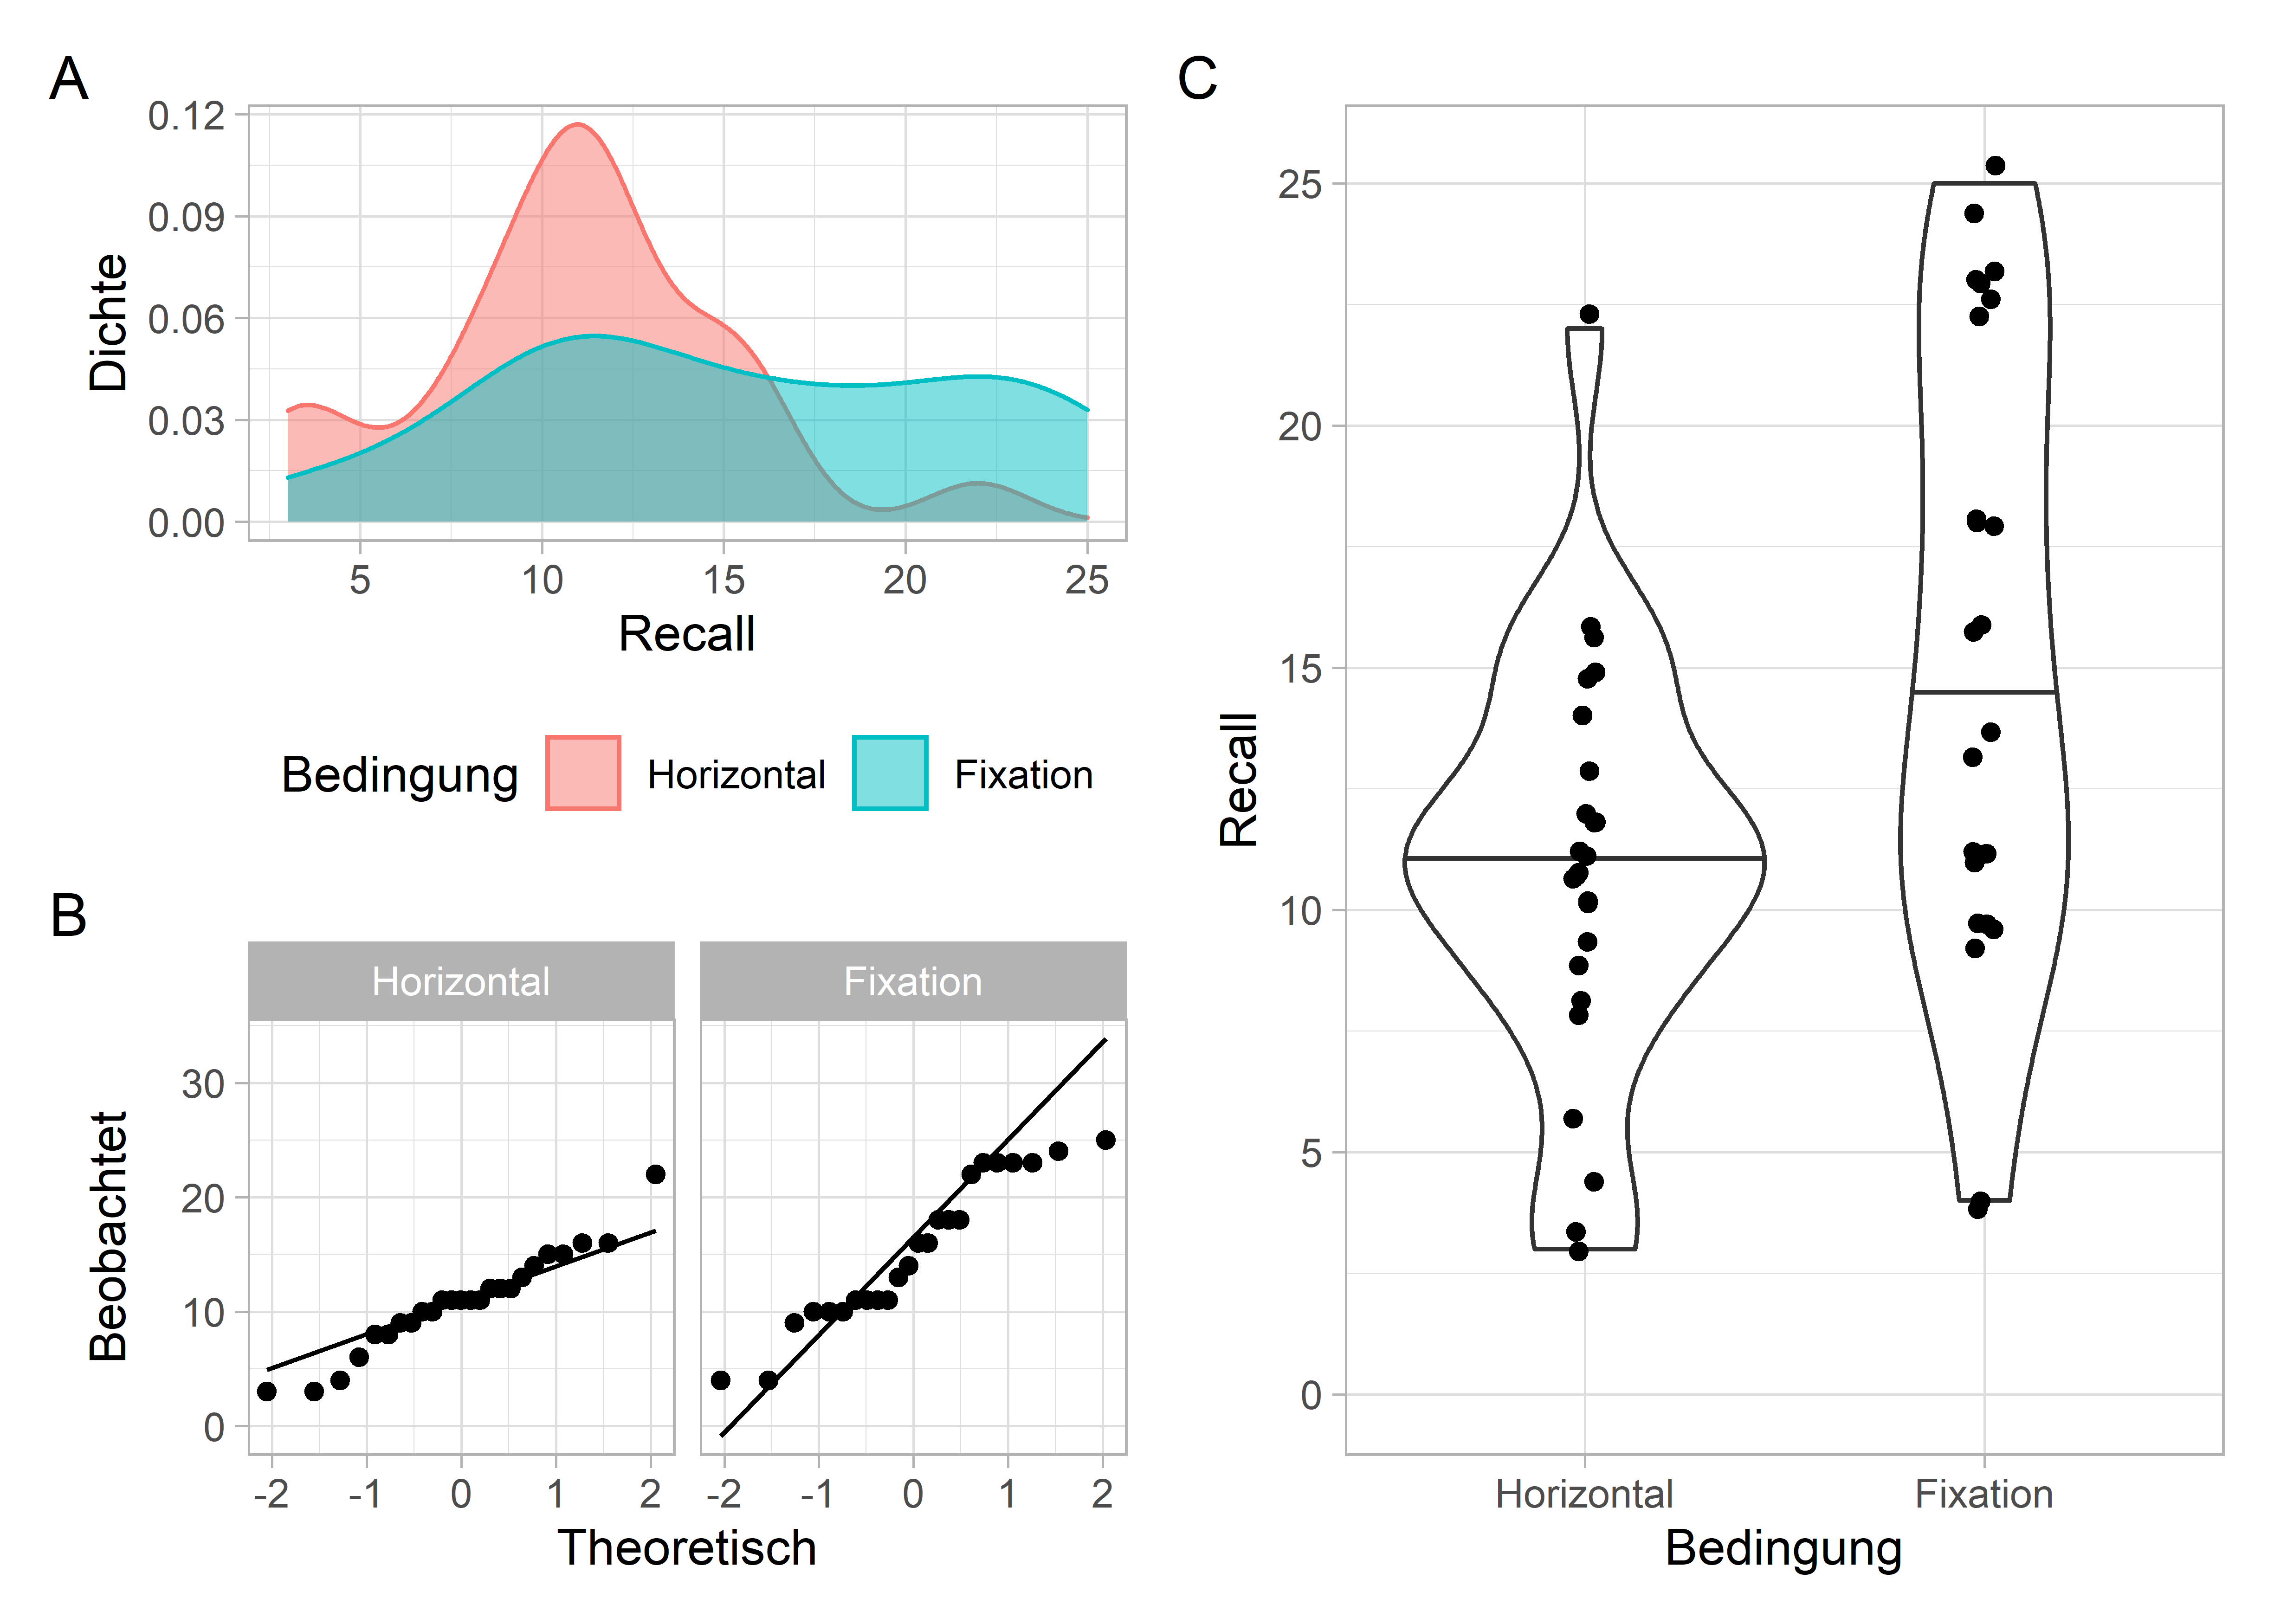 A
0.12
0.09
0.06
0.03
0.00
Dichte
5 10 15 20 25
Recall
Bedingung Horizontal Fixation
B
Horizontal Fixation
30
20
10
0
Beobachtet
-2 -1 0 1 2 -2 -1 0 1 2
Theoretisch
C
25
20
15
10
5
0
Recall
Horizontal Fixation
Bedingung